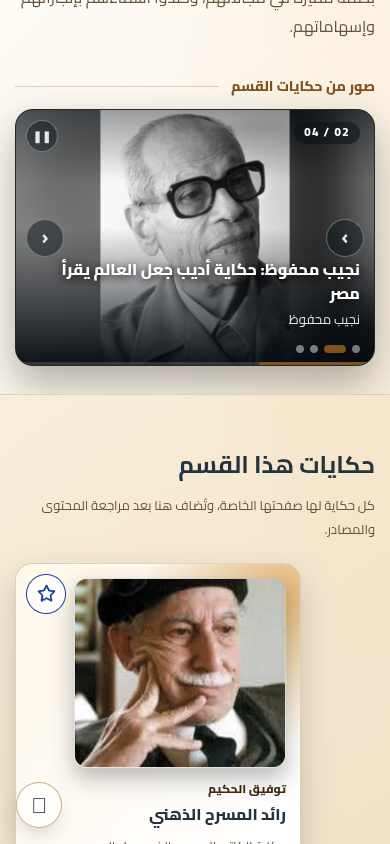 وإسهاماتهم.
صور من حكايات القسم
02 / 04
نجيب محفوظ: حكاية أديب جعل العالم يقرأ
مصر
نجيب محفوظ
حكايات هذا القسم
كل حكاية لها صفحتها الخاصة، وتُضاف هنا بعد مراجعة المحتوى
والمصادر.
توفيق الحكيم
رائد المسرح الذهني